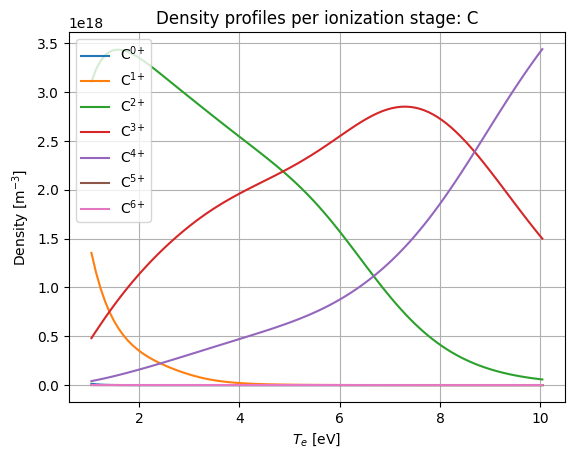 Density profiles per ionization stage: C
1e18
3.5
3.0
2.5
2.0
1.5
1.0
0.5
0.0
Density [m⁻³]
C⁰⁺
C¹⁺
C²⁺
C³⁺
C⁴⁺
C⁵⁺
C⁶⁺
2 4 6 8 10
Tₑ [eV]